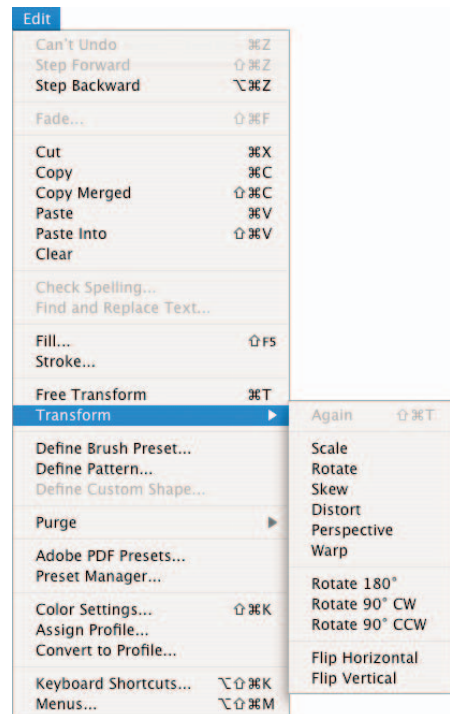 Edit
Can't Undo ⌘Z
Step Forward ⇧⌘Z
Step Backward ⌥⌘Z
Fade... ⇧⌘F
Cut ⌘X
Copy ⌘C
Copy Merged ⇧⌘C
Paste ⌘V
Paste Into ⇧⌘V
Clear
Check Spelling...
Find and Replace Text...
Fill... ⇧F5
Stroke...
Free Transform ⌘T
Transform
Define Brush Preset...
Define Pattern...
Define Custom Shape...
Purge
Adobe PDF Presets...
Preset Manager...
Color Settings... ⇧⌘K
Assign Profile...
Convert to Profile...
Keyboard Shortcuts... ⌥⇧⌘K
Menus... ⌥⇧⌘M
Again ⇧⌘T
Scale
Rotate
Skew
Distort
Perspective
Warp
Rotate 180°
Rotate 90° CW
Rotate 90° CCW
Flip Horizontal
Flip Vertical